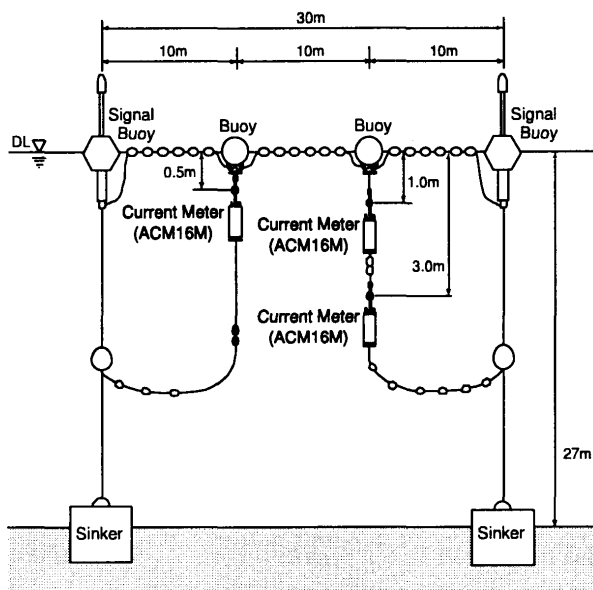 30m
10m
10m
10m
Signal
Buoy
Buoy
Buoy
Signal
Buoy
DL
0.5m
1.0m
Current Meter
(ACM16M)
Current Meter
(ACM16M)
3.0m
Current Meter
(ACM16M)
27m
Sinker
Sinker